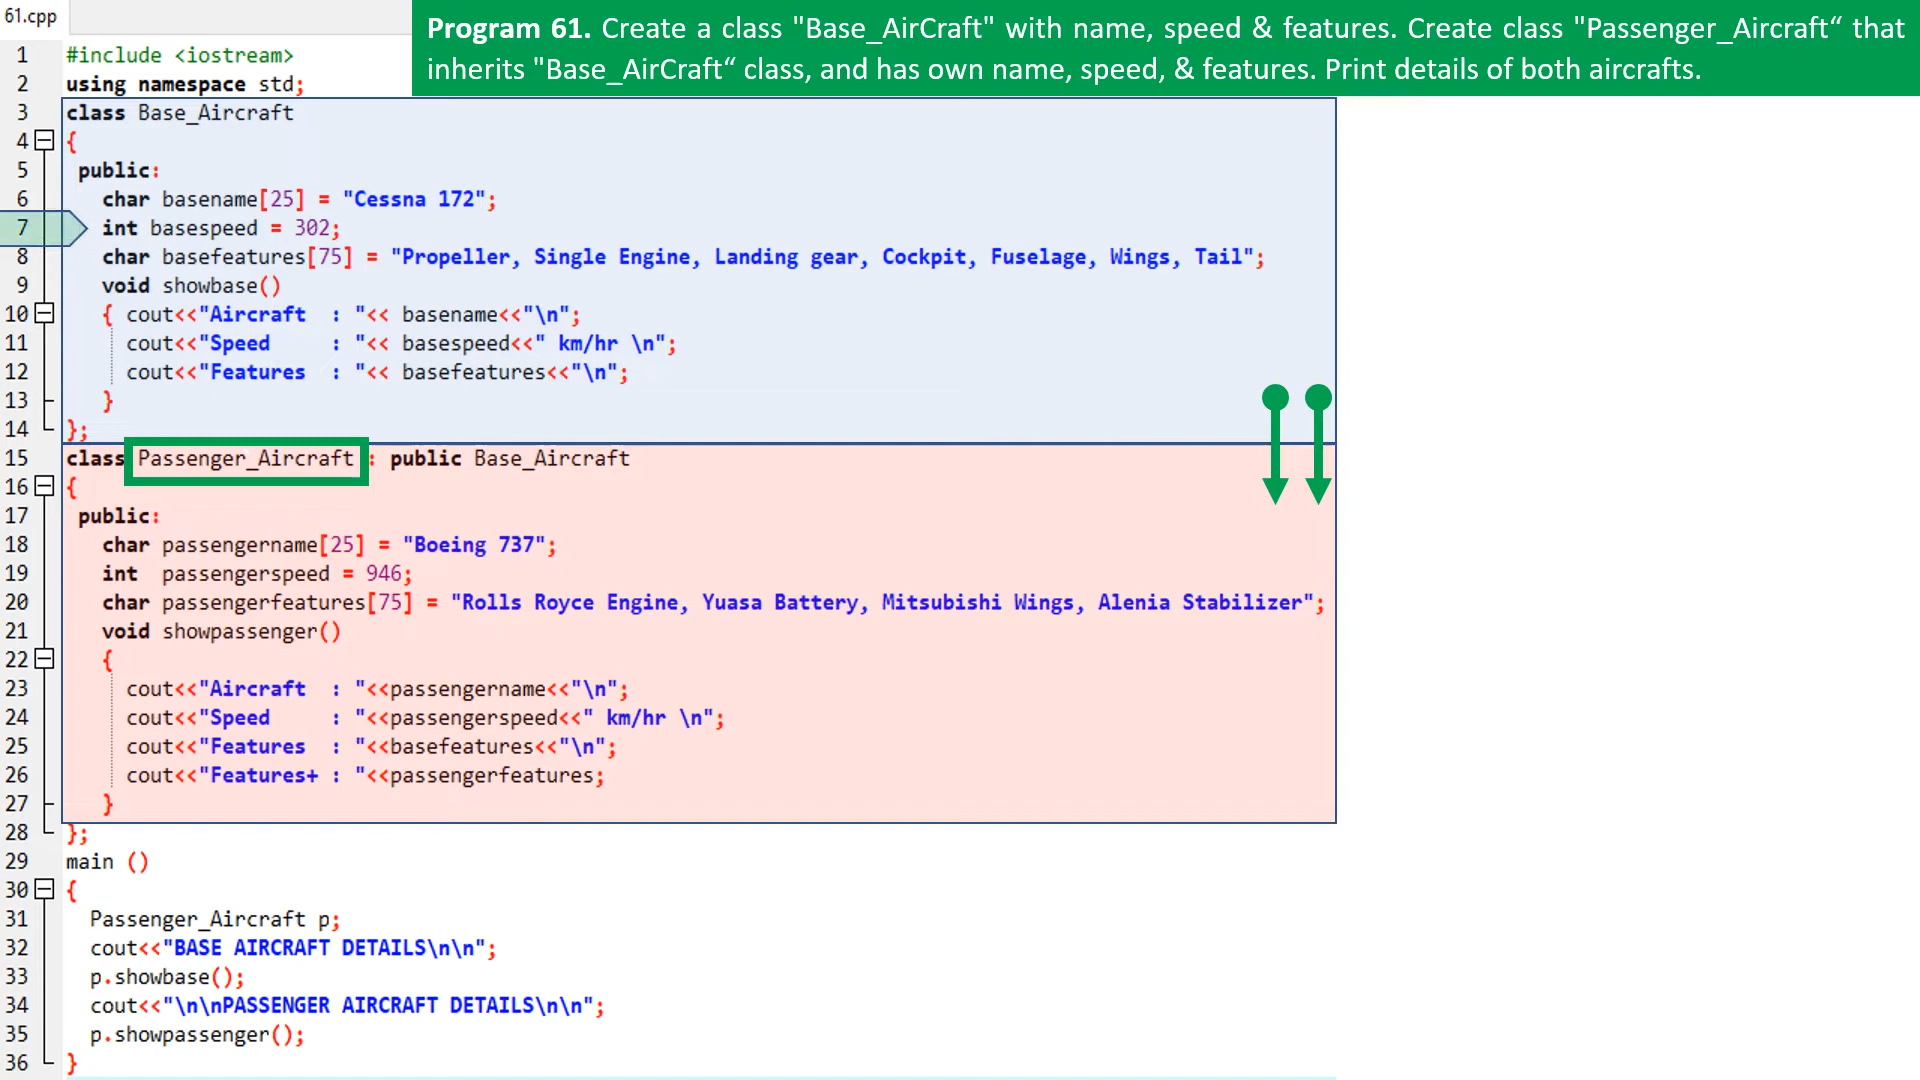 61.cpp
Program 61. Create a class "Base_AirCraft" with name, speed & features. Create class "Passenger_Aircraft“ that
inherits "Base_AirCraft“ class, and has own name, speed, & features. Print details of both aircrafts.
1 #include <iostream>
2 using namespace std;
3 class Base_Aircraft
4 {
5 public:
6 char basename[25] = "Cessna 172";
7 int basespeed = 302;
8 char basefeatures[75] = "Propeller, Single Engine, Landing gear, Cockpit, Fuselage, Wings, Tail";
9 void showbase()
10 { cout<<"Aircraft  : "<< basename<<"\n";
11 cout<<"Speed     : "<< basespeed<<" km/hr \n";
12 cout<<"Features  : "<< basefeatures<<"\n";
13 }
14 };
15 class Passenger_Aircraft : public Base_Aircraft
16 {
17 public:
18 char passengername[25] = "Boeing 737";
19 int  passengerspeed = 946;
20 char passengerfeatures[75] = "Rolls Royce Engine, Yuasa Battery, Mitsubishi Wings, Alenia Stabilizer";
21 void showpassenger()
22 {
23 cout<<"Aircraft  : "<<passengername<<"\n";
24 cout<<"Speed     : "<<passengerspeed<<" km/hr \n";
25 cout<<"Features  : "<<basefeatures<<"\n";
26 cout<<"Features+ : "<<passengerfeatures;
27 }
28 };
29 main ()
30 {
31 Passenger_Aircraft p;
32 cout<<"BASE AIRCRAFT DETAILS\n\n";
33 p.showbase();
34 cout<<"\n\nPASSENGER AIRCRAFT DETAILS\n\n";
35 p.showpassenger();
36 }